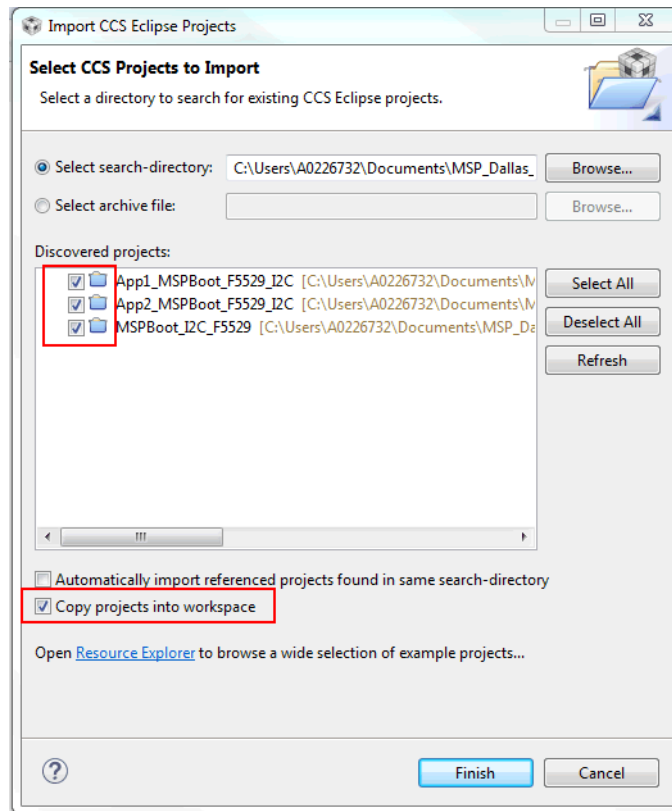 Import CCS Eclipse Projects
Select CCS Projects to Import
Select a directory to search for existing CCS Eclipse projects.
Select search-directory: C:\Users\A0226732\Documents\MSP_Dallas_ Browse...
Select archive file: Browse...
Discovered projects:
App1_MSPBoot_F5529_I2C [C:\Users\A0226732\Documents\M Select All
App2_MSPBoot_F5529_I2C [C:\Users\A0226732\Documents\M
MSPBoot_I2C_F5529 [C:\Users\A0226732\Documents\MSP_Da Deselect All
Refresh
Automatically import referenced projects found in same search-directory
Copy projects into workspace
Open Resource Explorer to browse a wide selection of example projects...
? Finish Cancel